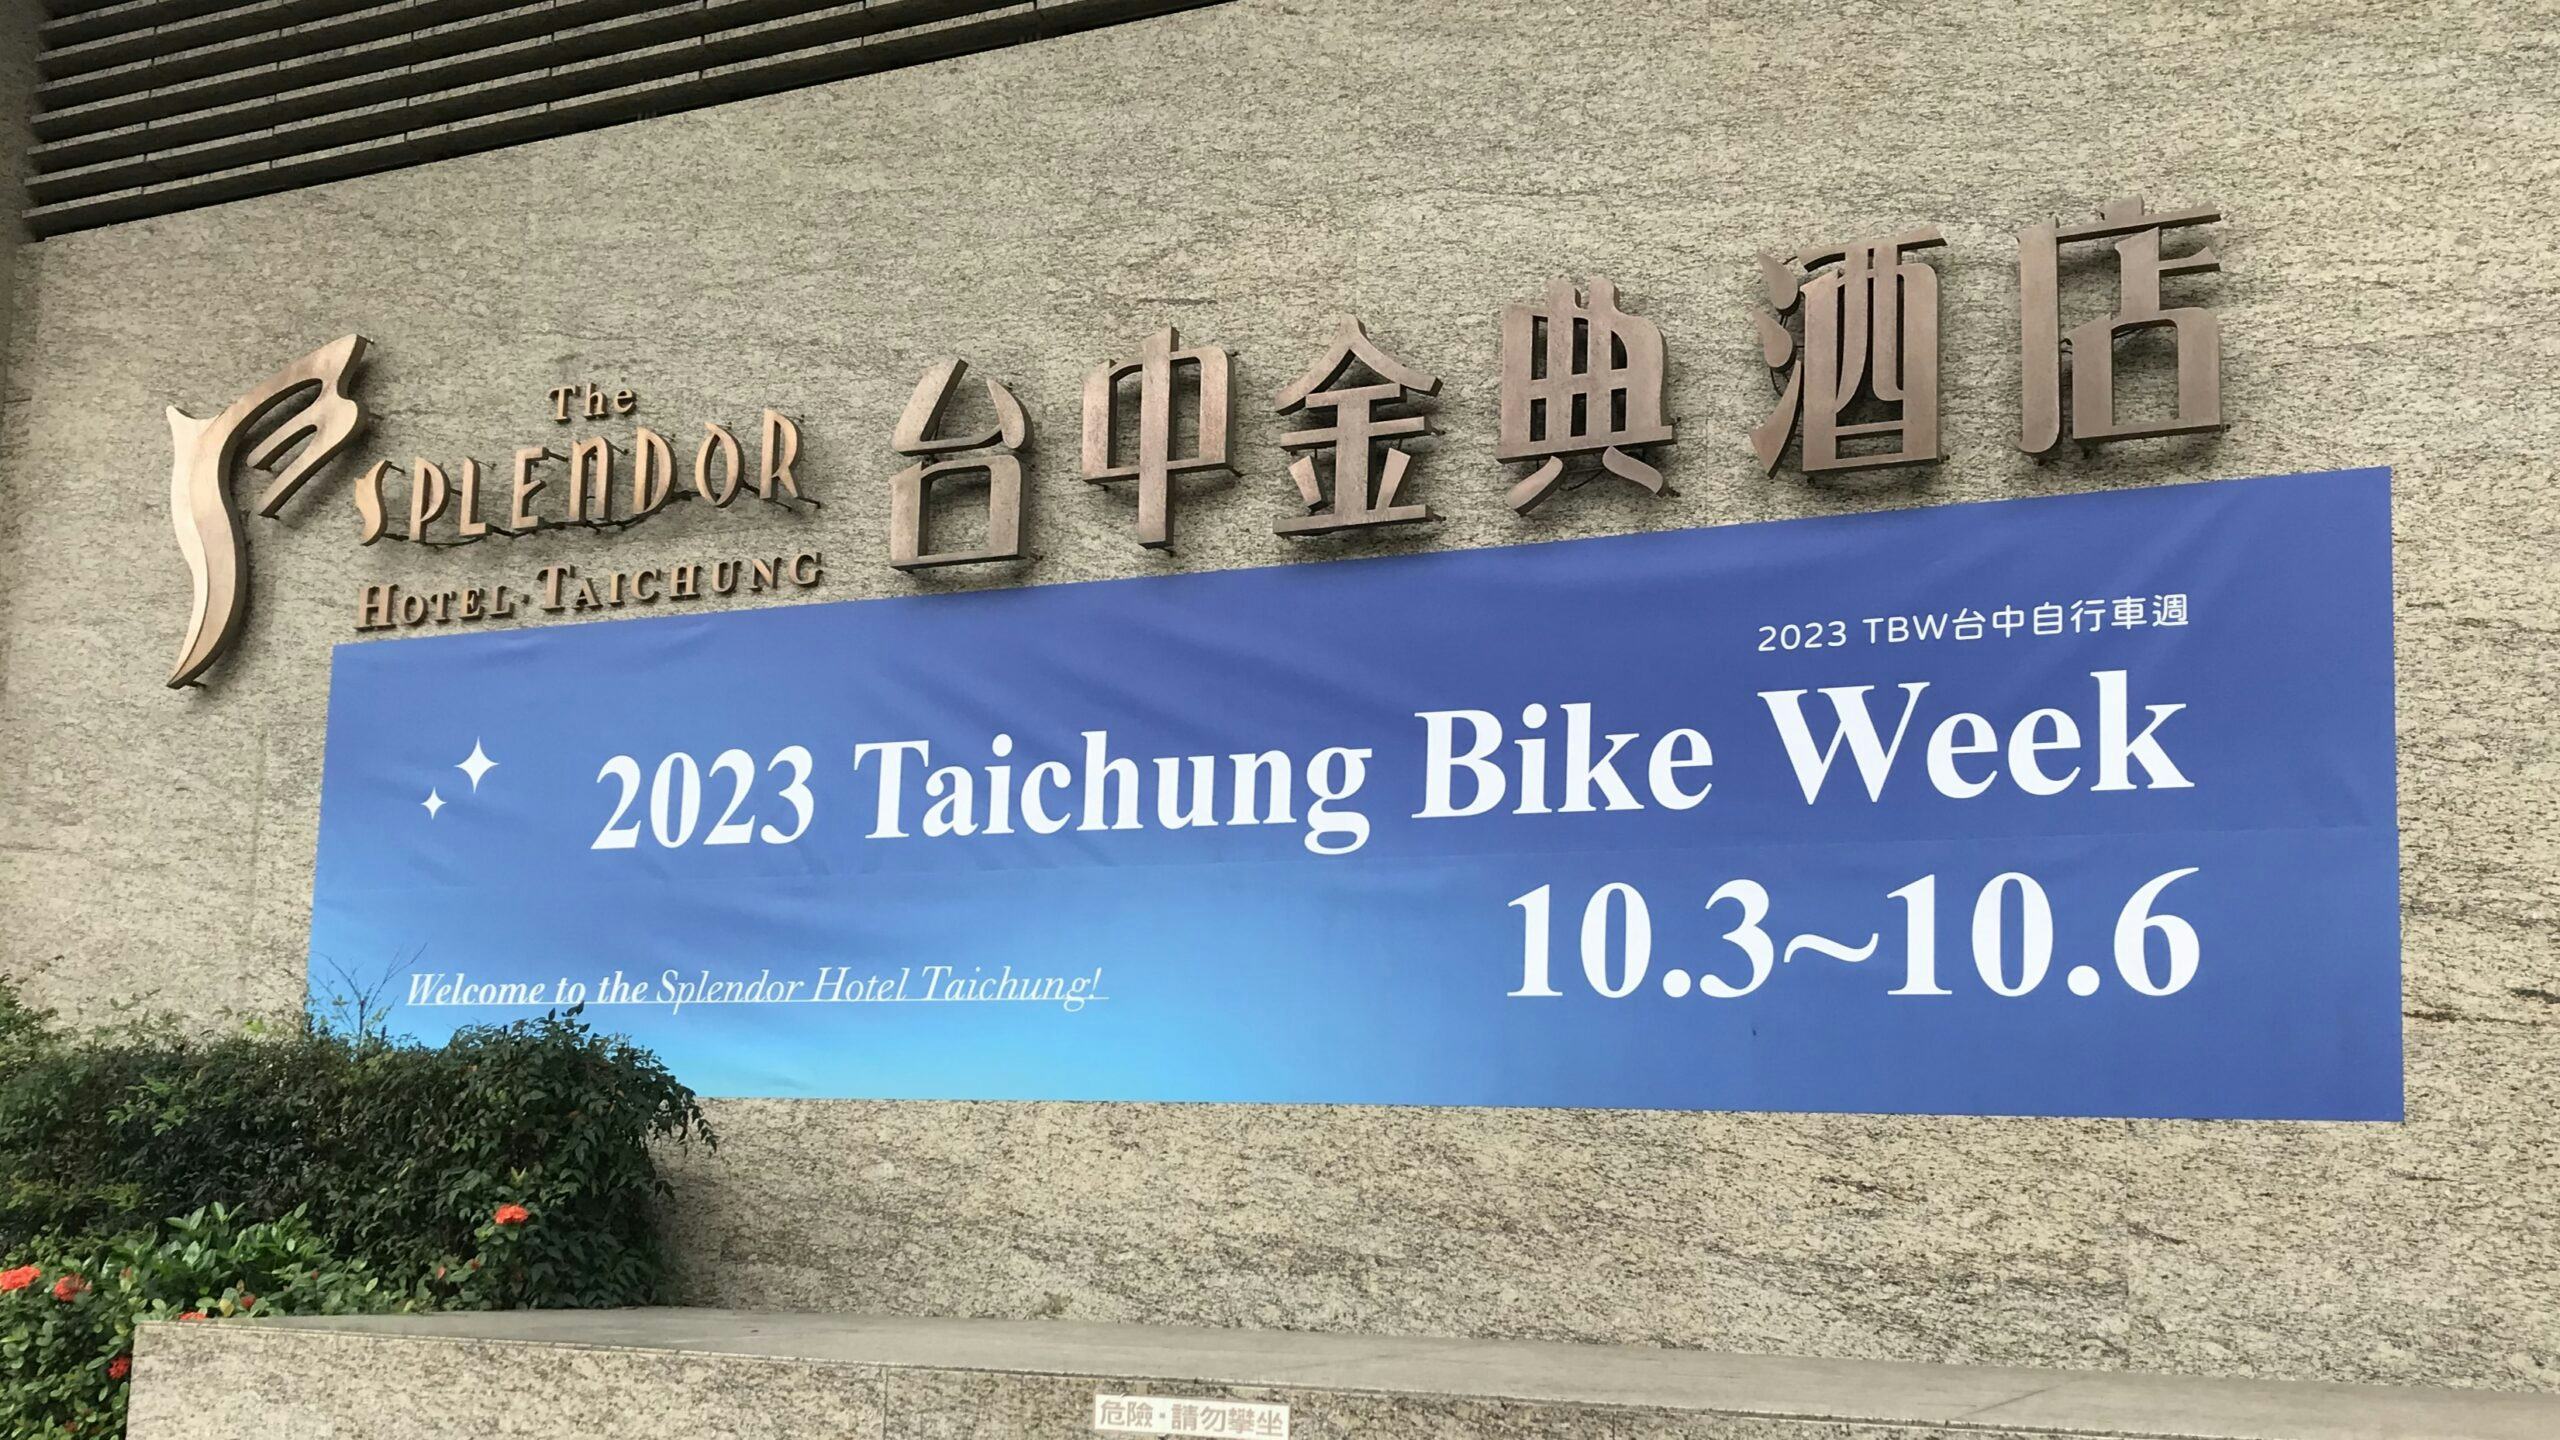 The
SPLENDOR
HOTEL·TAICHUNG
台中金典酒店
2023 TBW台中自行車週
2023 Taichung Bike Week
10.3~10.6
Welcome to the Splendor Hotel Taichung!
危險·請勿攀坐